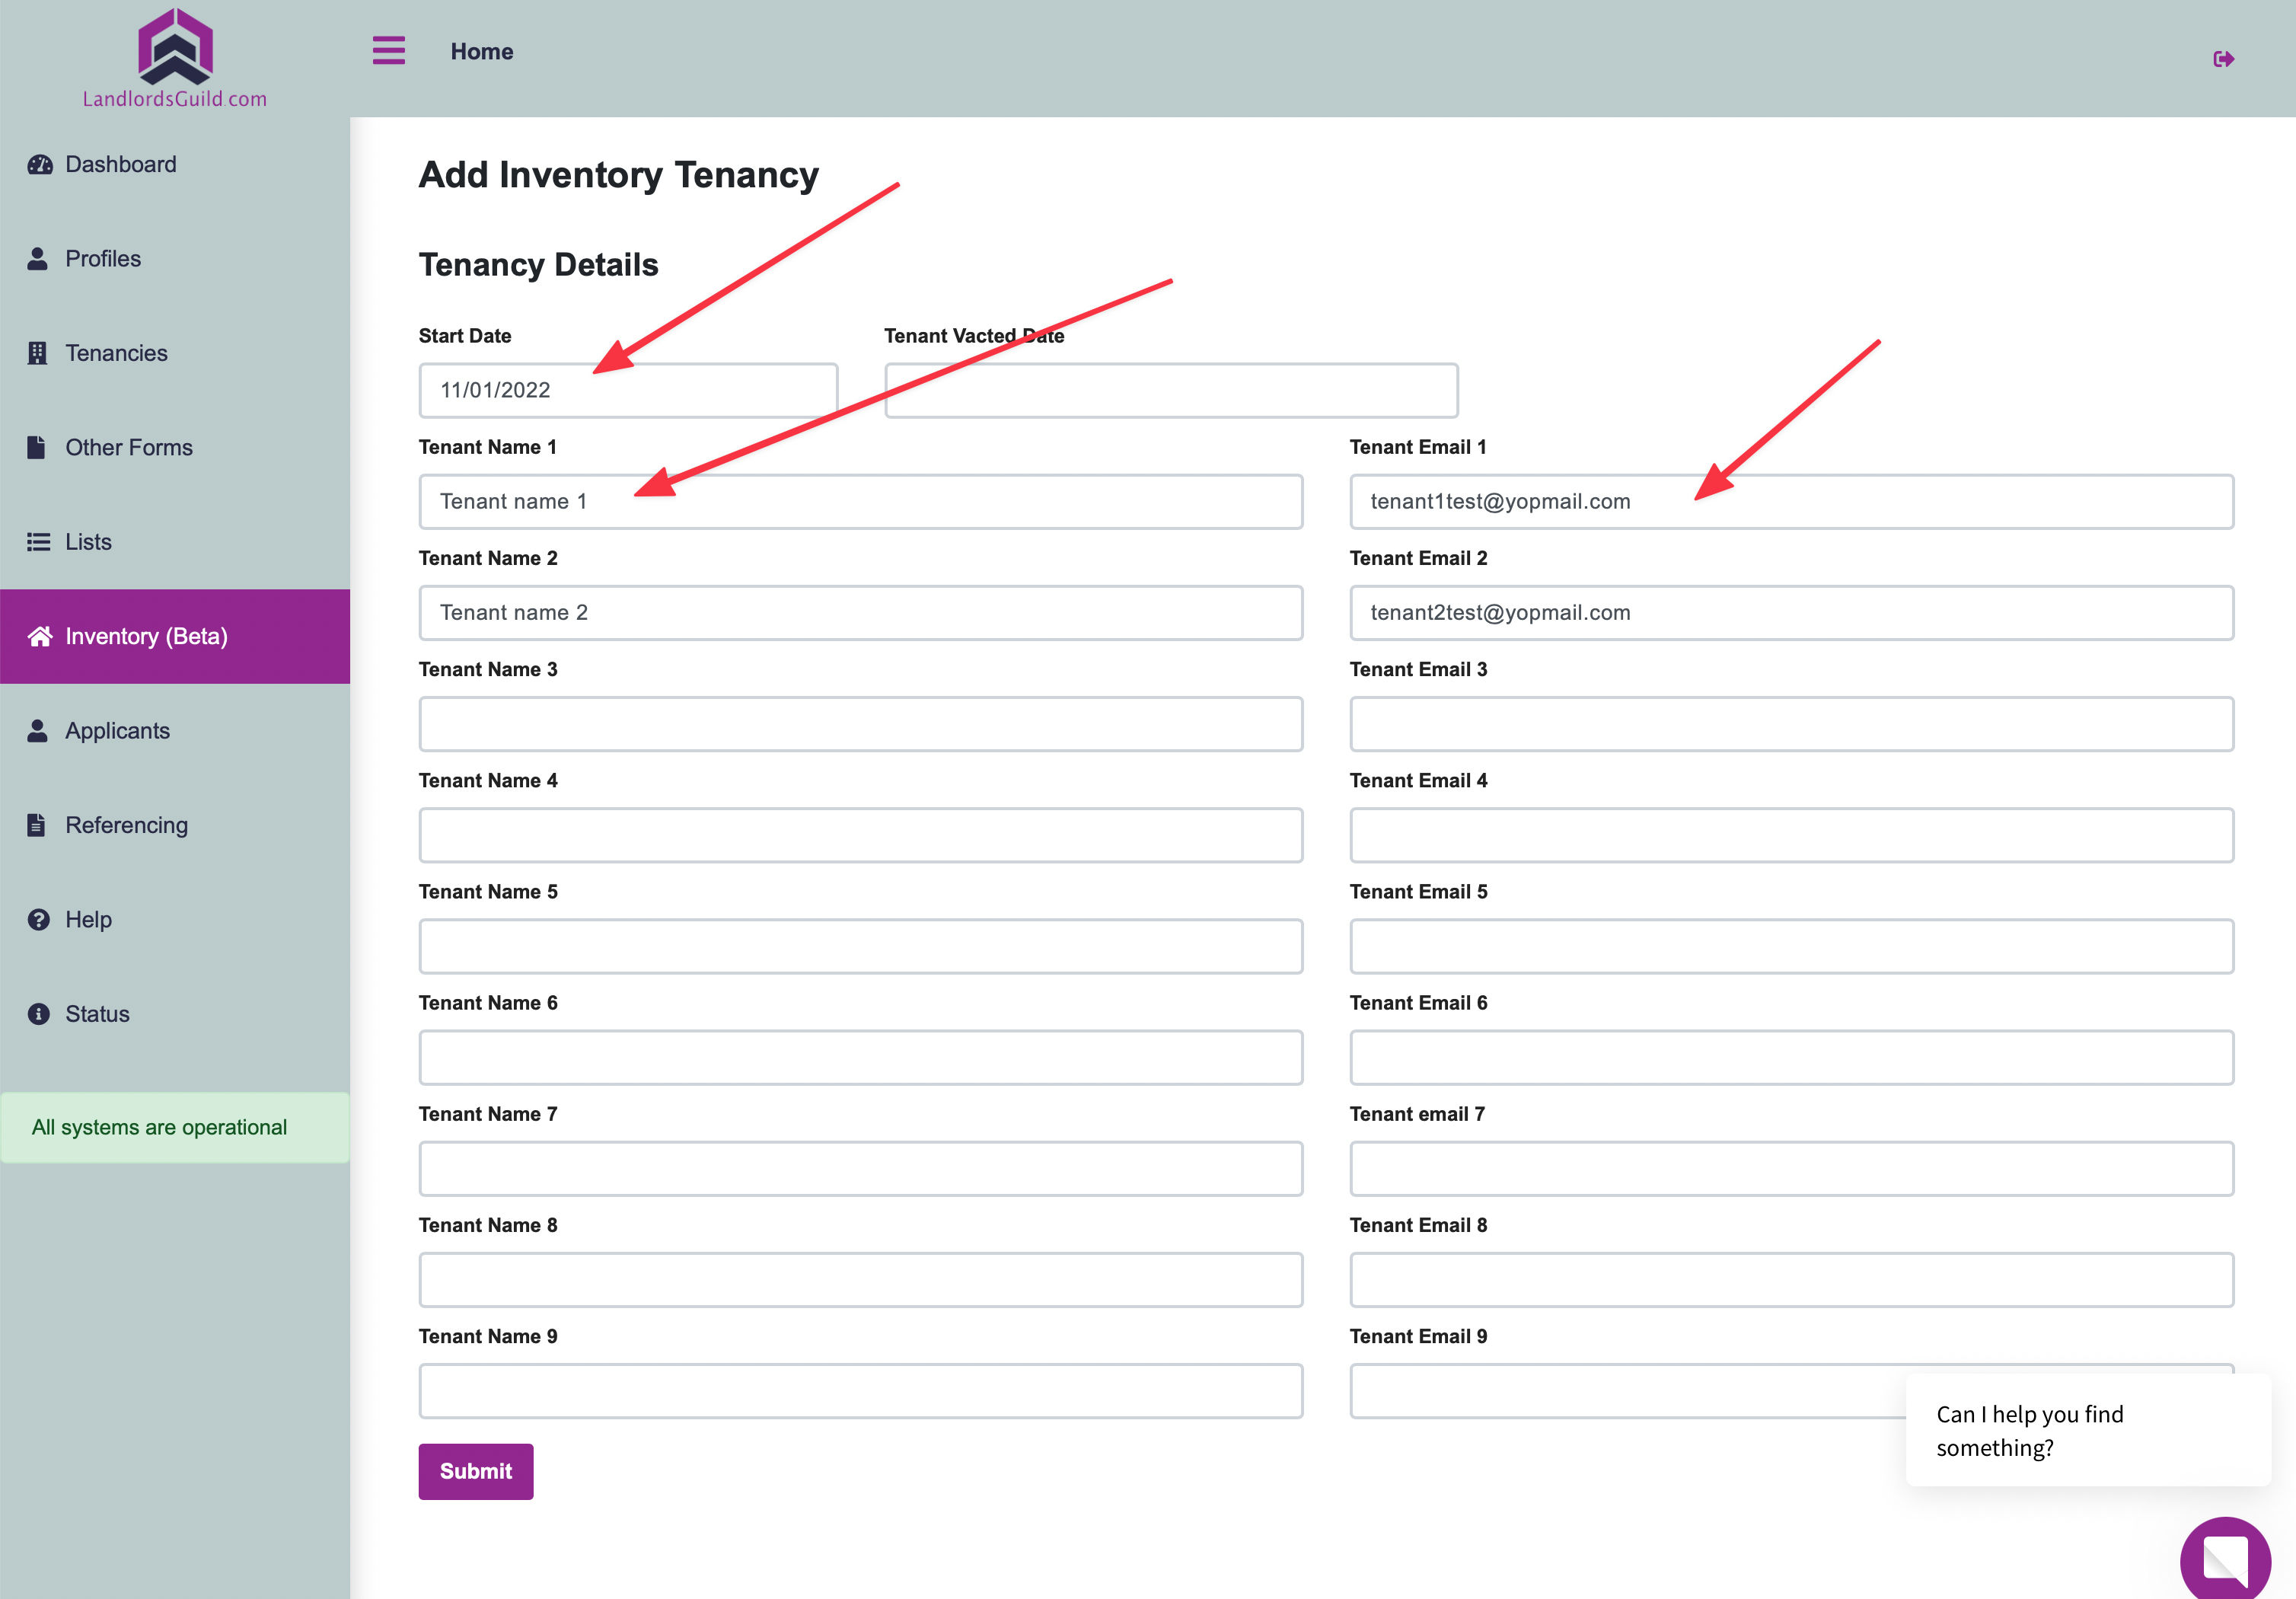 LandlordsGuild.com
Home
Dashboard
Profiles
Tenancies
Other Forms
Lists
Inventory (Beta)
Applicants
Referencing
Help
Status
All systems are operational
Add Inventory Tenancy
Tenancy Details
Start Date
Tenant Vacted Date
11/01/2022
Tenant Name 1
Tenant Email 1
Tenant name 1
tenant1test@yopmail.com
Tenant Name 2
Tenant Email 2
Tenant name 2
tenant2test@yopmail.com
Tenant Name 3
Tenant Email 3
Tenant Name 4
Tenant Email 4
Tenant Name 5
Tenant Email 5
Tenant Name 6
Tenant Email 6
Tenant Name 7
Tenant email 7
Tenant Name 8
Tenant Email 8
Tenant Name 9
Tenant Email 9
Submit
Can I help you find
something?